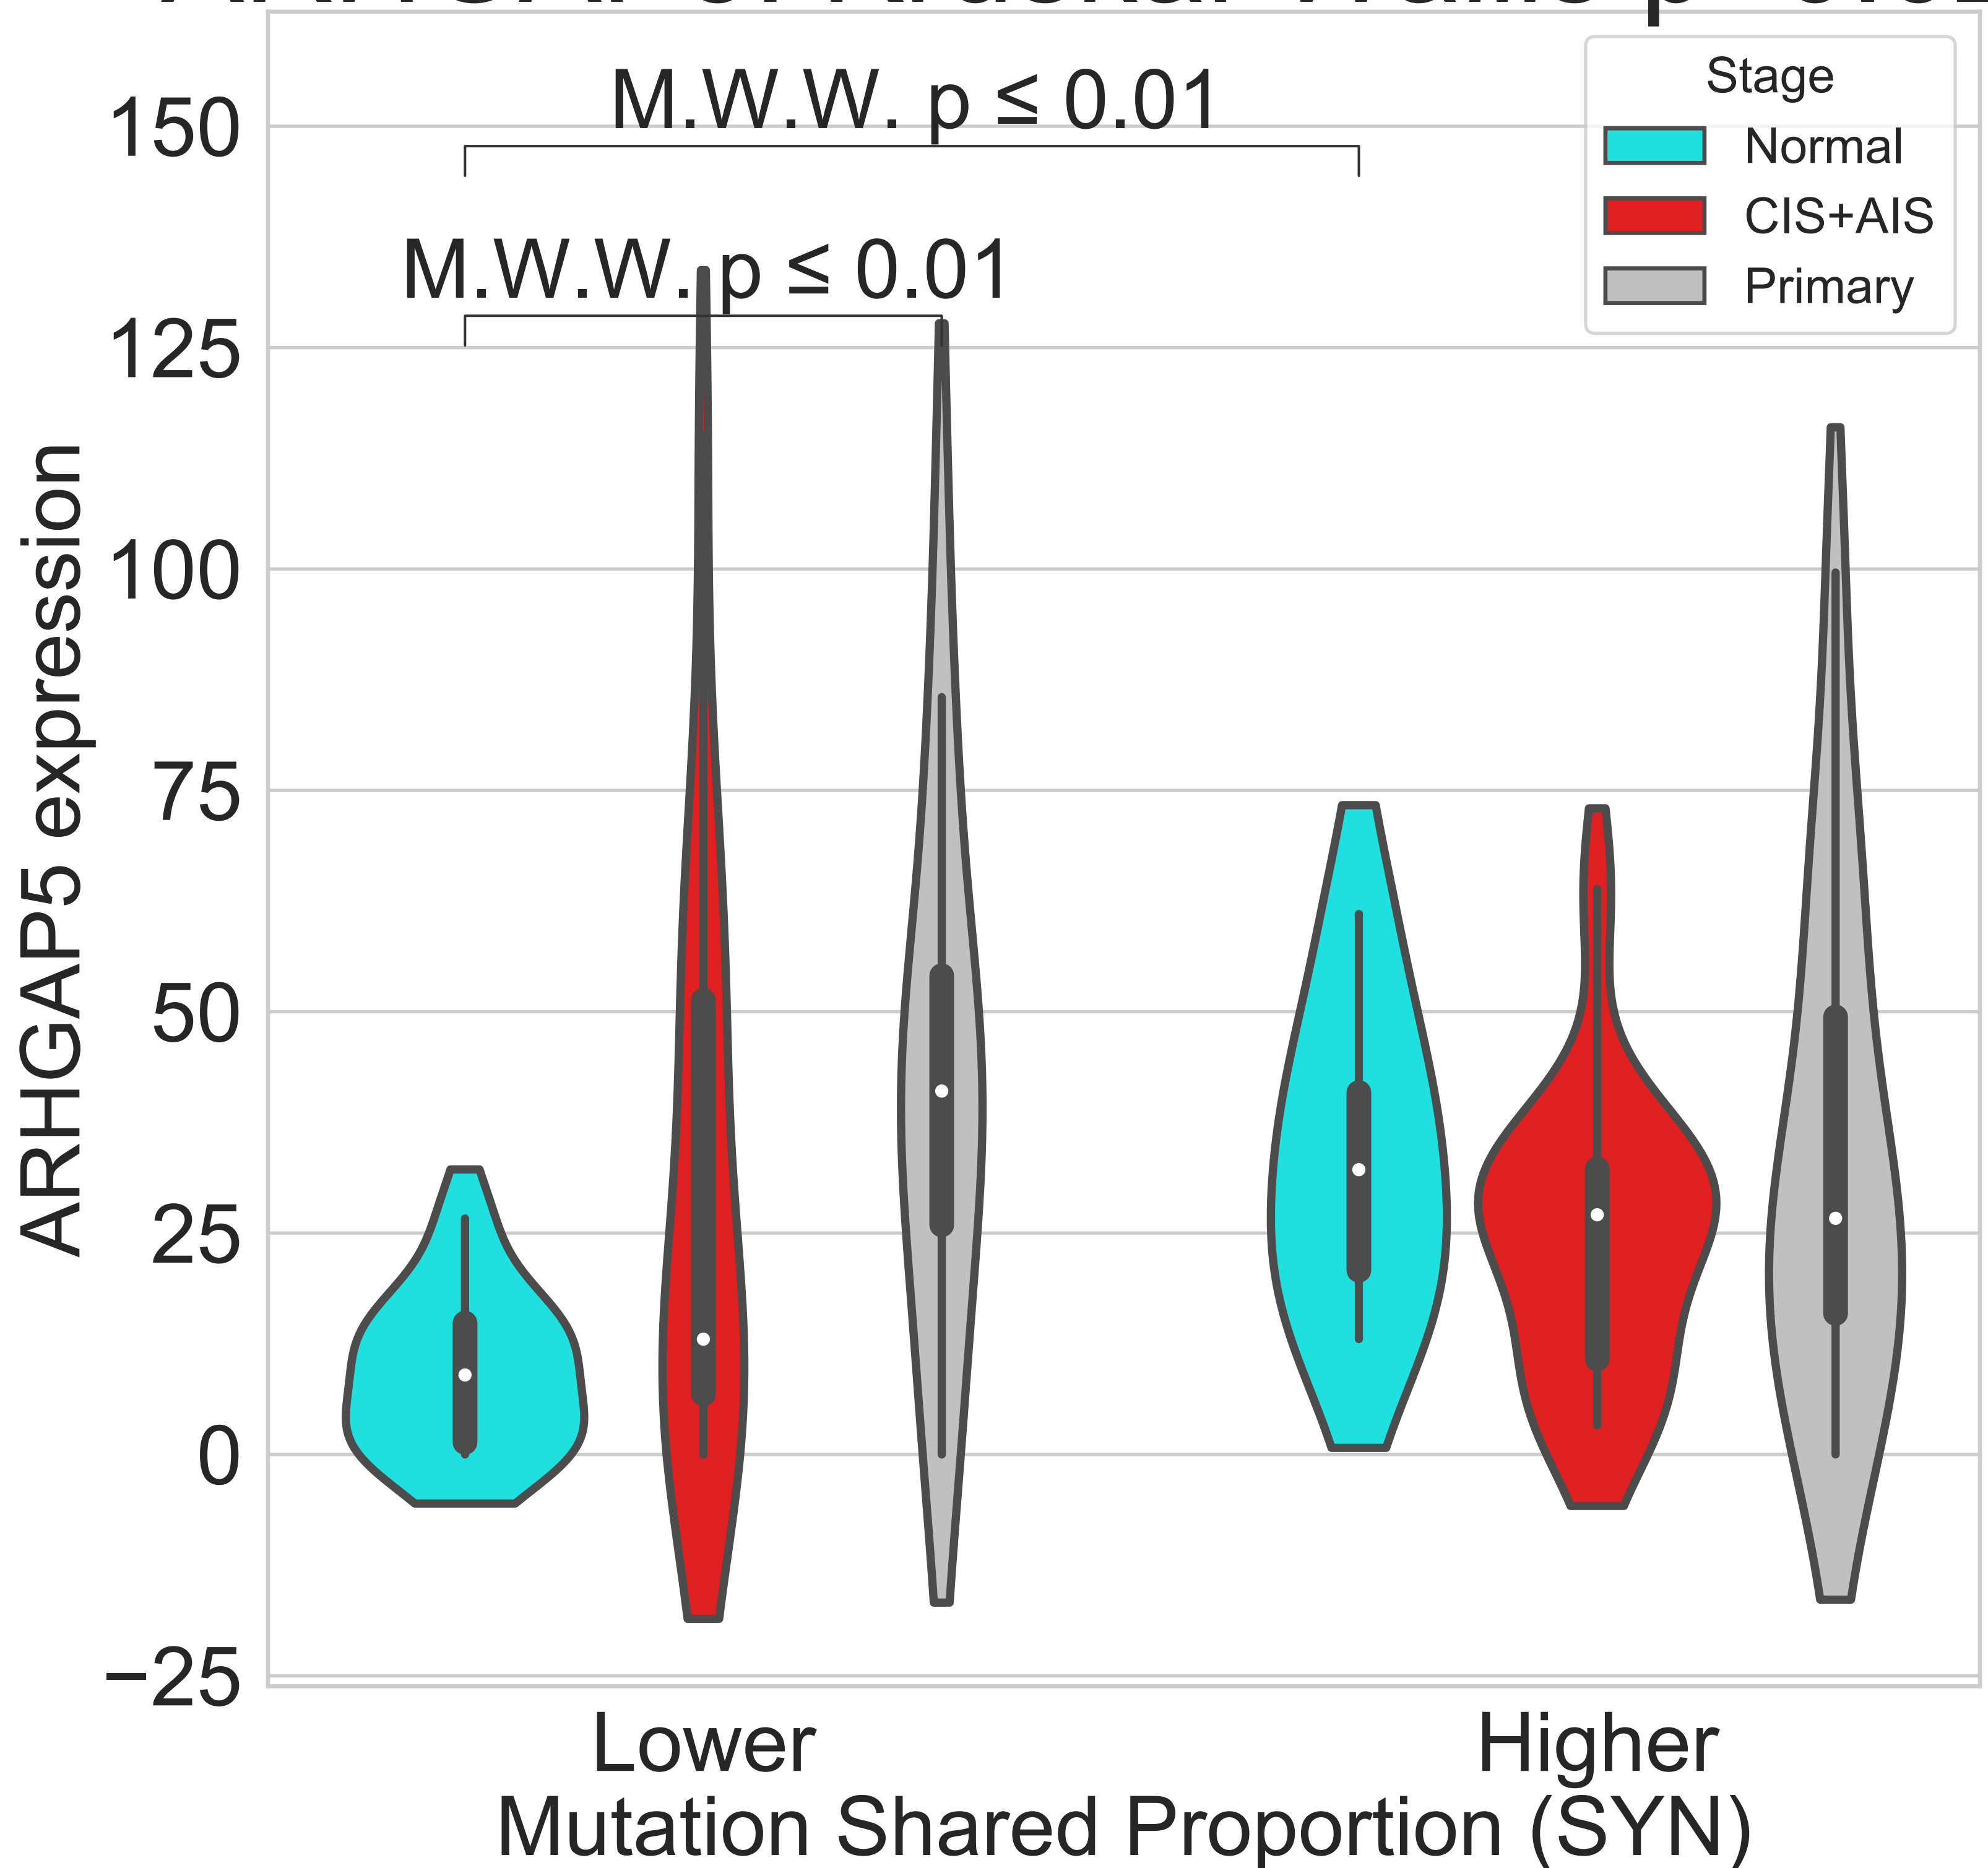 M.W.W. p ≤ 0.01
M.W.W. p ≤ 0.01
Stage
Normal
CIS+AIS
Primary
150
125
100
75
50
25
0
−25
ARHGAP5 expression
Lower
Higher
Mutation Shared Proportion (SYN)